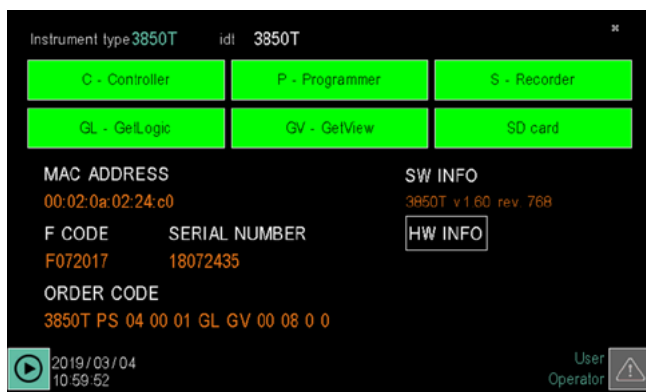 Instrument type 3850T idt 3850T
C - Controller P - Programmer S - Recorder
GL - GetLogic GV - GetView SD card
MAC ADDRESS SW INFO
00:02:0a:02:24:c0 3850T v 1.60 rev. 768
F CODE SERIAL NUMBER HW INFO
F072017 18072435
ORDER CODE
3850T PS 04 00 01 GL GV 00 08 0 0
2019/03/04 User
10:59:52 Operator